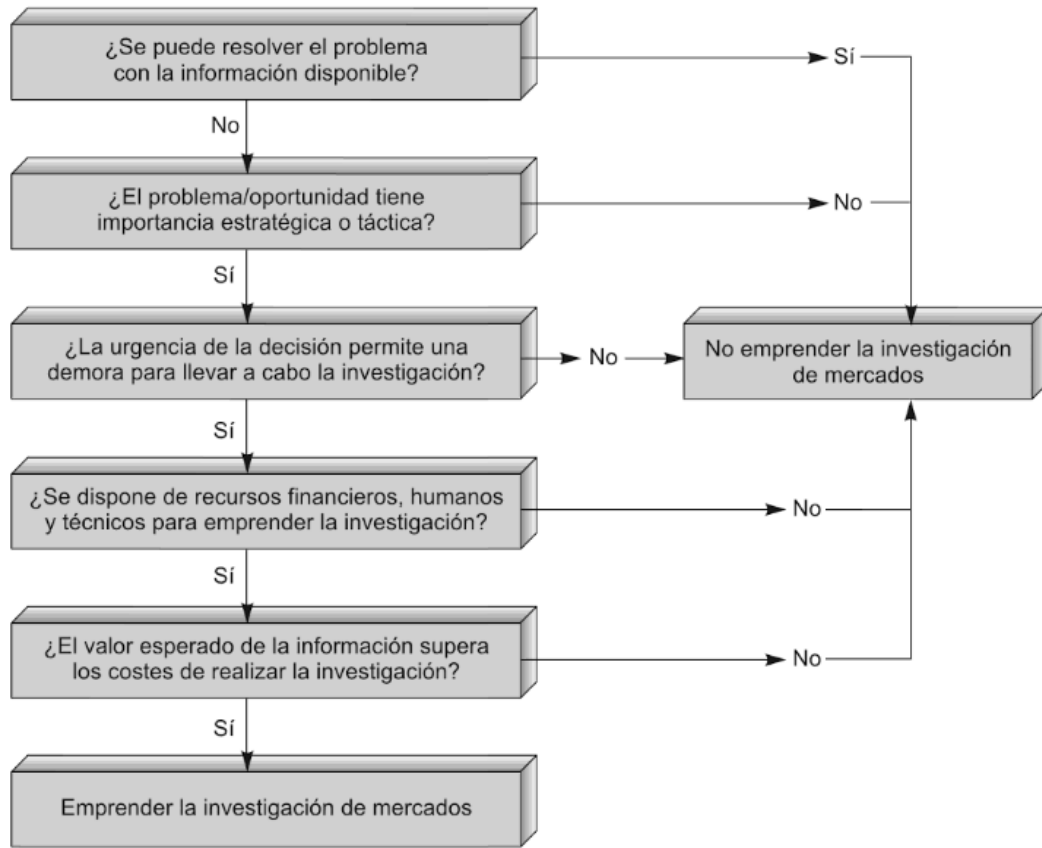 ¿Se puede resolver el problema
con la información disponible?
Sí
No
¿El problema/oportunidad tiene
importancia estratégica o táctica?
No
Sí
¿La urgencia de la decisión permite una
demora para llevar a cabo la investigación?
No
No emprender la investigación
de mercados
Sí
¿Se dispone de recursos financieros, humanos
y técnicos para emprender la investigación?
No
Sí
¿El valor esperado de la información supera
los costes de realizar la investigación?
No
Sí
Emprender la investigación de mercados